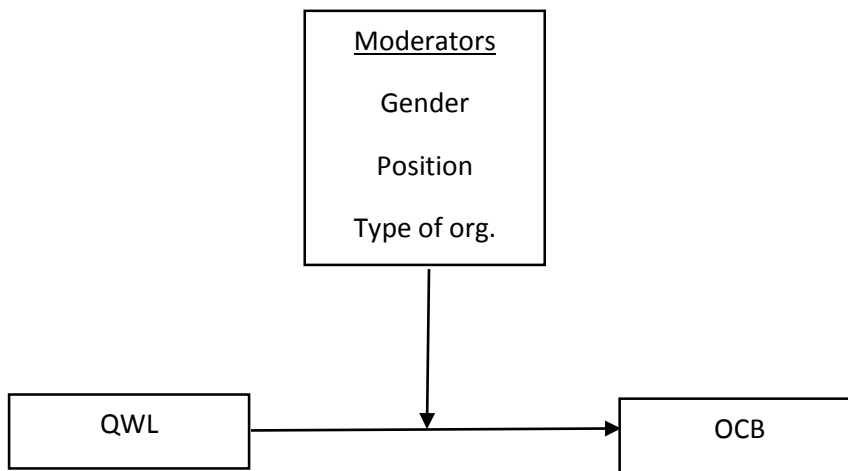 Moderators
Gender
Position
Type of org.
QWL
OCB